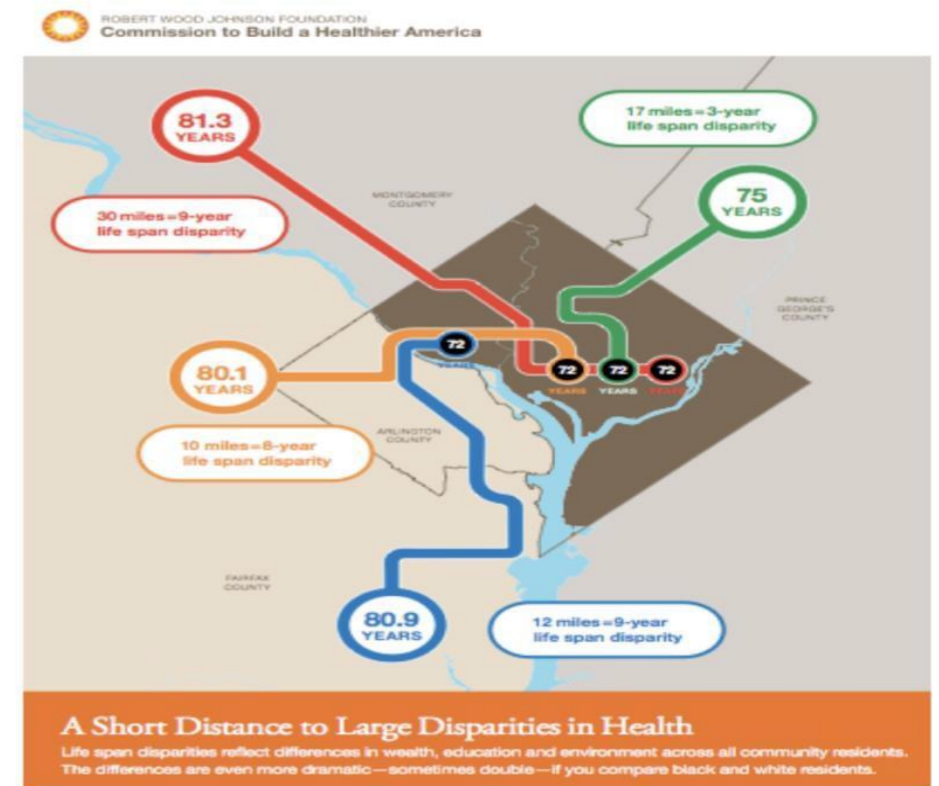 ROBERT WOOD JOHNSON FOUNDATION
Commission to Build a Healthier America
81.3
YEARS
17 miles=3-year
life span disparity
75
YEARS
MONTGOMERY
COUNTY
30 miles=9-year
life span disparity
PRINCE
GEORGE'S
COUNTY
72
YEARS
80.1
YEARS
72
YEARS
72
YEARS
72
YEARS
ARLINGTON
COUNTY
10 miles=8-year
life span disparity
FAIRFAX
COUNTY
80.9
YEARS
12 miles=9-year
life span disparity
A Short Distance to Large Disparities in Health
Life span disparities reflect differences in wealth, education and environment across all community residents.
The differences are even more dramatic—sometimes double—if you compare black and white residents.